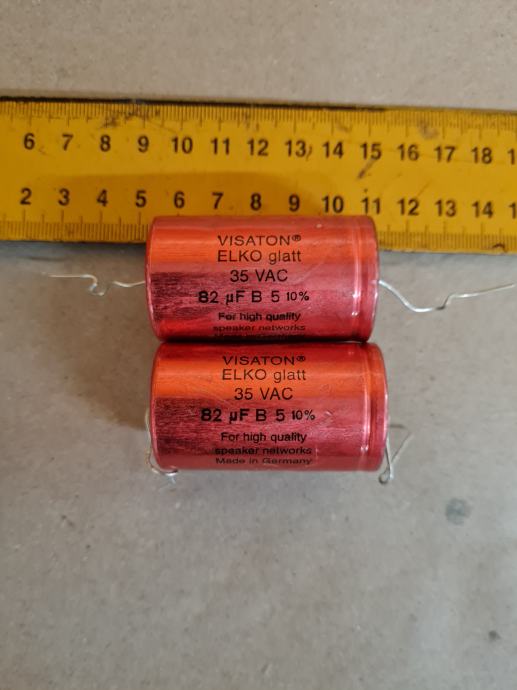 6 7 8 9 10 11 12 13 14 15 16 17 18
2 3 4 5 6 7 8 9 10 11 12 13 14
VISATON®
ELKO glatt
35 VAC
82 µF B 5 10%
For high quality
speaker networks
VISATON®
ELKO glatt
35 VAC
82 µF B 5 10%
For high quality
speaker networks
Made in Germany